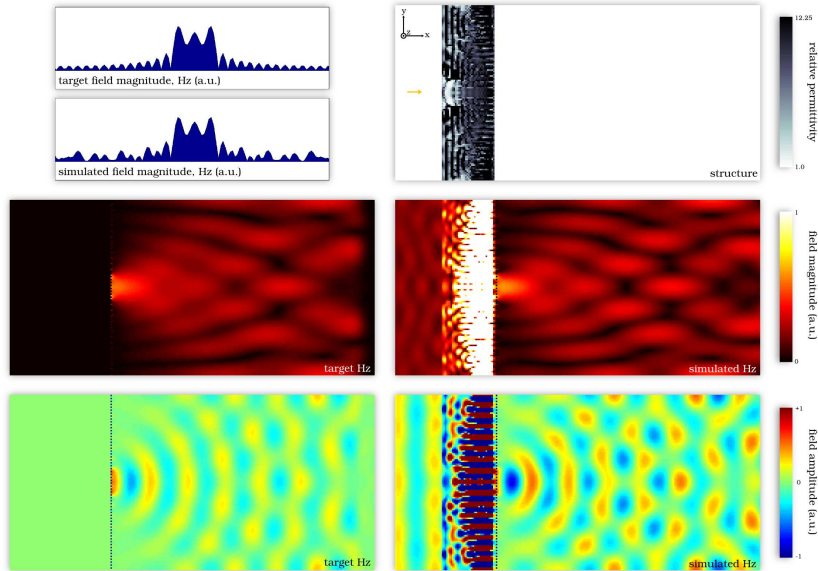 target field magnitude, Hz (a.u.)
simulated field magnitude, Hz (a.u.)
y
z
x
structure
12.25
relative permittivity
1.0
target Hz
simulated Hz
1
field magnitude (a.u.)
0
target Hz
simulated Hz
+1
field amplitude (a.u.)
0
-1